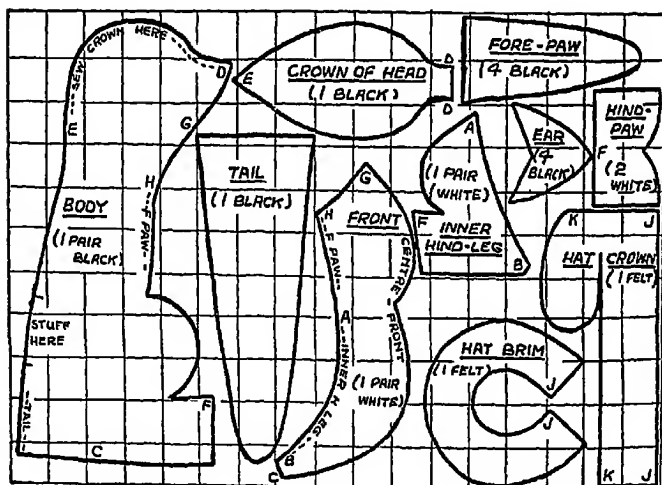 SEW CROWN HERE
D
E
G
H
F PAW
BODY
(1 PAIR
BLACK)
STUFF
HERE
TAIL
C
F
E
CROWN OF HEAD
(1 BLACK)
D
D
FORE-PAW
(4 BLACK)
TAIL
(1 BLACK)
G
H
FRONT
F PAW
CENTRE FRONT
A
INNER H LEG
(1 PAIR
WHITE)
B
C
A
(1 PAIR
(WHITE)
F
INNER
HIND-LEG
B
EAR
(4
BLACK)
HIND-
PAW
F
(2
WHITE)
K J
HAT CROWN
(1 FELT)
K J
HAT BRIM
(1 FELT)
J
J